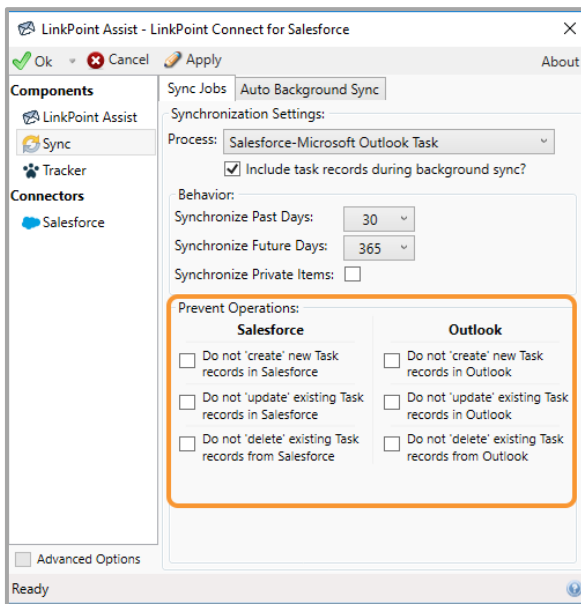 LinkPoint Assist - LinkPoint Connect for Salesforce
Ok Cancel Apply About
Components
LinkPoint Assist
Sync
Tracker
Connectors
Salesforce
Sync Jobs Auto Background Sync
Synchronization Settings:
Process: Salesforce-Microsoft Outlook Task
Include task records during background sync?
Behavior:
Synchronize Past Days: 30
Synchronize Future Days: 365
Synchronize Private Items:
Prevent Operations:
Salesforce
Do not 'create' new Task
records in Salesforce
Do not 'update' existing Task
records in Salesforce
Do not 'delete' existing Task
records from Salesforce
Outlook
Do not 'create' new Task
records in Outlook
Do not 'update' existing Task
records in Outlook
Do not 'delete' existing Task
records from Outlook
Advanced Options
Ready